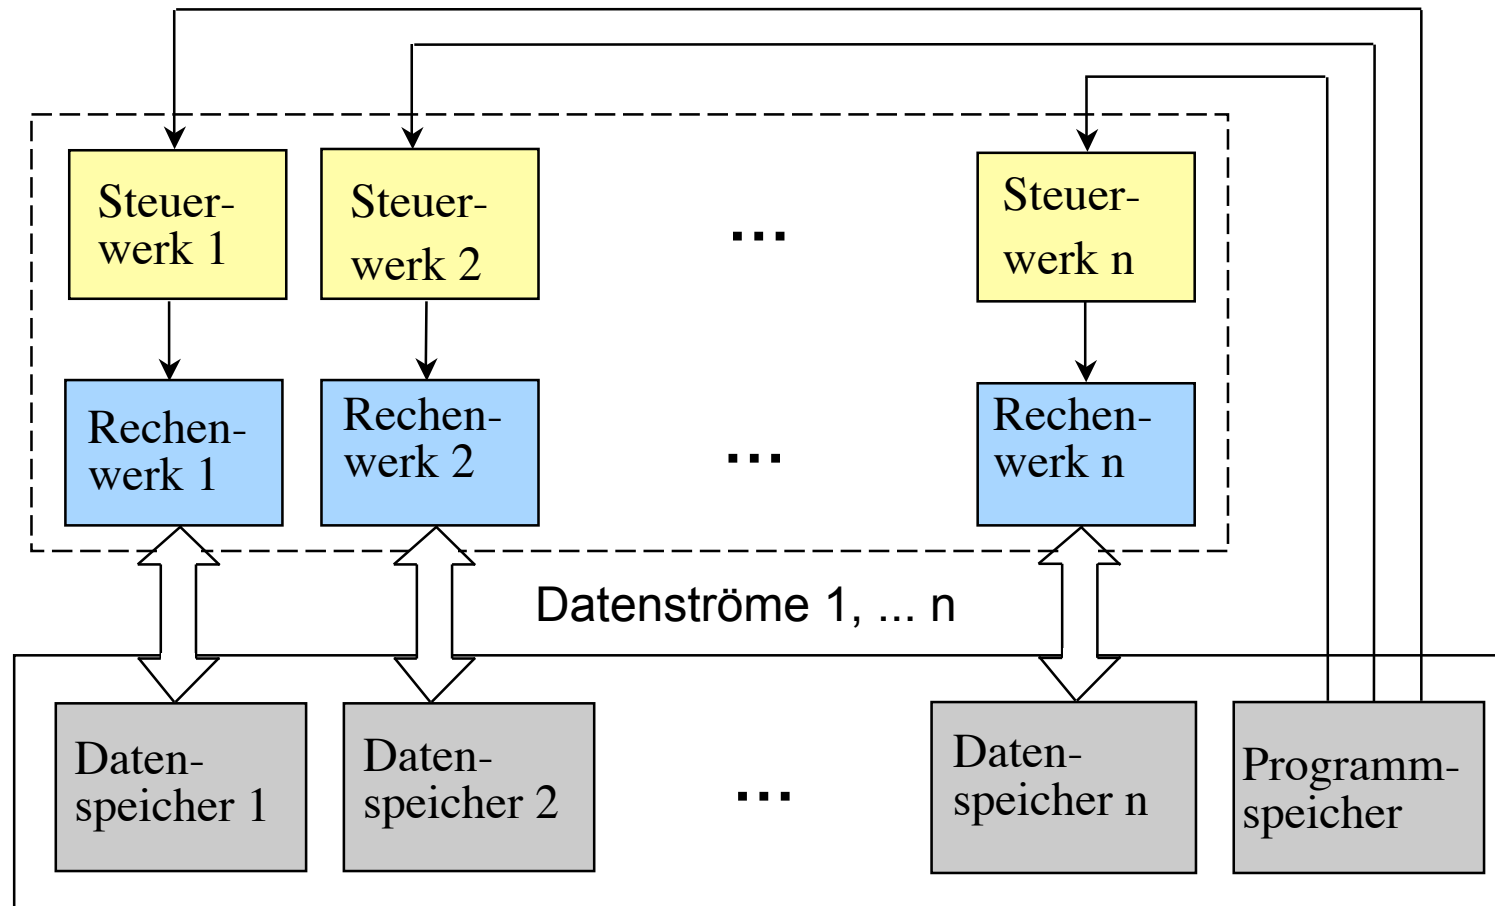 Steuer-
werk 1
Steuer-
werk 2
...
Steuer-
werk n
Rechen-
werk 1
Rechen-
werk 2
...
Rechen-
werk n
Datenströme 1, ... n
Daten-
speicher 1
Daten-
speicher 2
...
Daten-
speicher n
Programm-
speicher